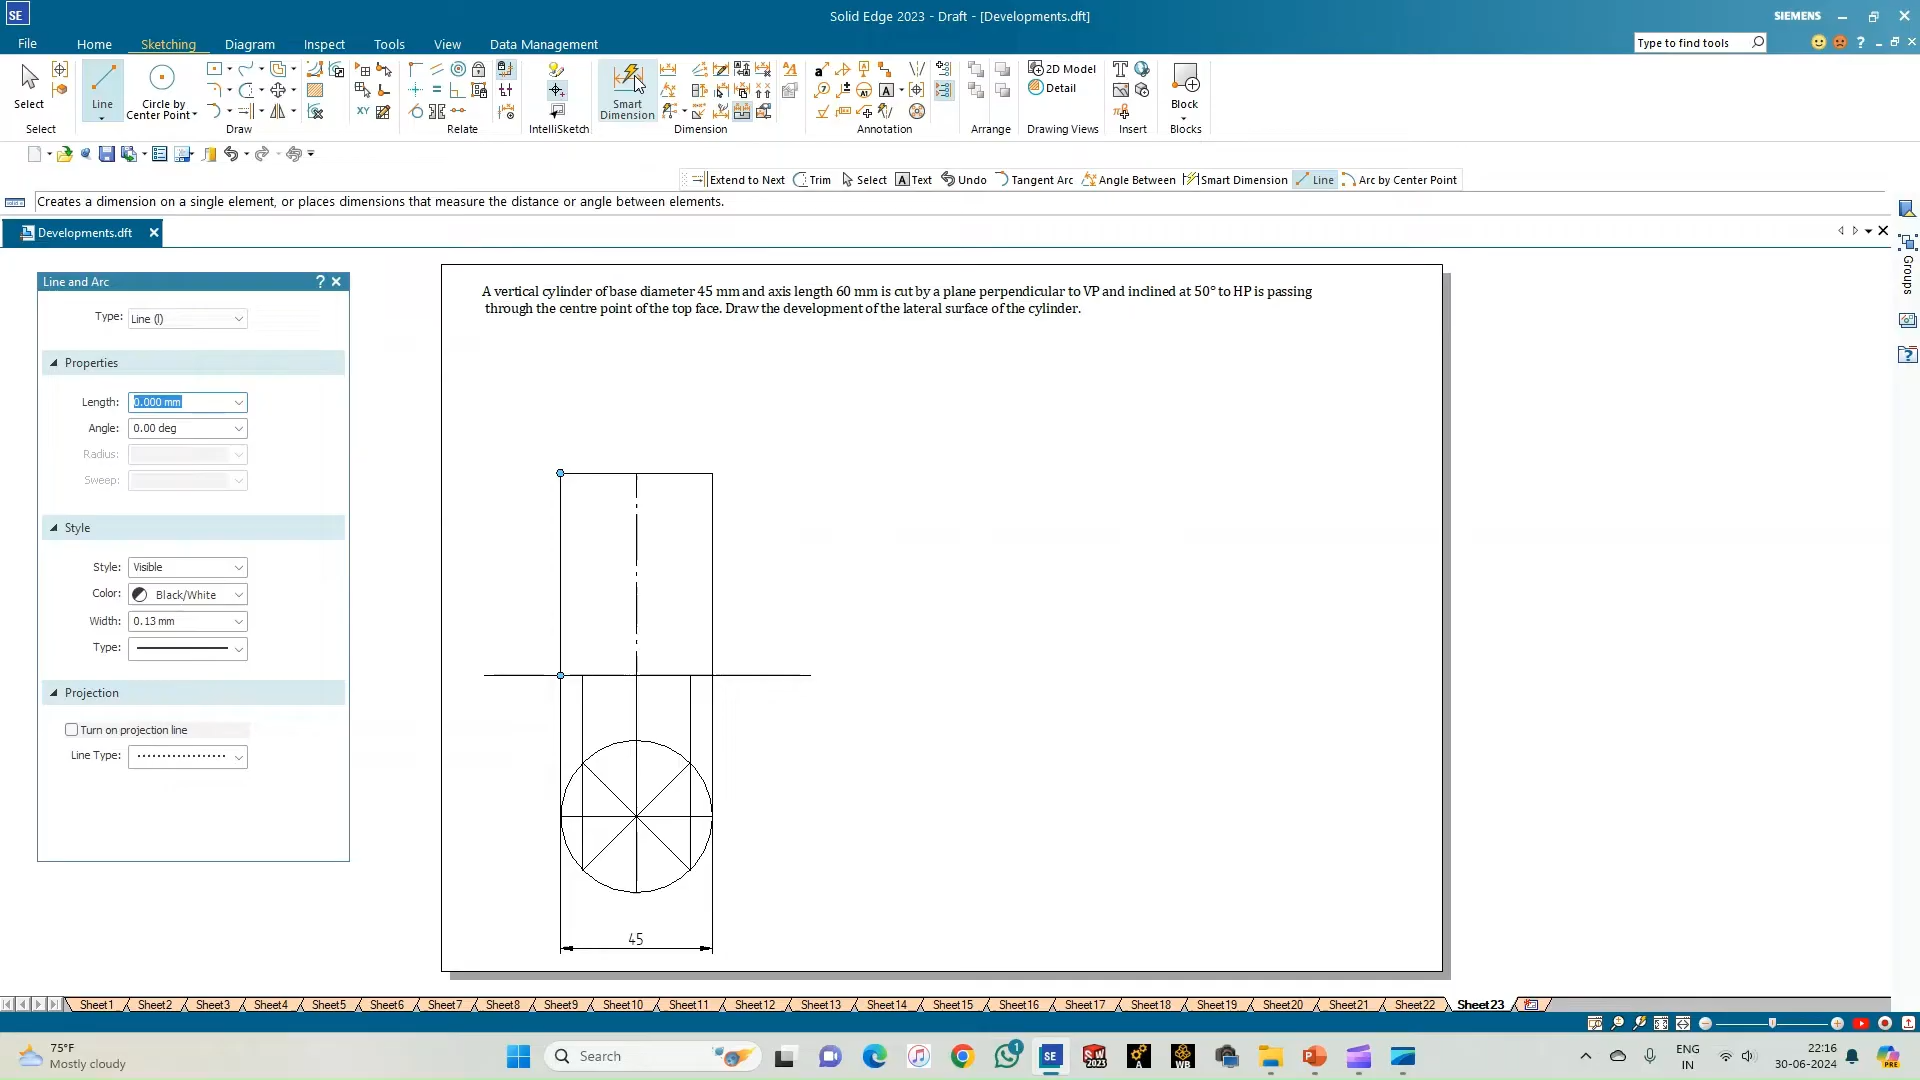 SE
Solid Edge 2023 - Draft - [Developments.dft]
SIEMENS
File
Home
Sketching
Diagram
Inspect
Tools
View
Data Management
Type to find tools
Select
Line
Circle by
Center Point
Smart
Dimension
2D Model
Detail
Block
Select
Draw
Relate
IntelliSketch
Dimension
Annotation
Arrange
Drawing Views
Insert
Blocks
Extend to Next
Trim
Select
Text
Undo
Tangent Arc
Angle Between
Smart Dimension
Line
Arc by Center Point
Creates a dimension on a single element, or places dimensions that measure the distance or angle between elements.
Developments.dft
Groups
Line and Arc
Type: Line (l)
Properties
Length: 0.000 mm
Angle: 0.00 deg
Radius:
Sweep:
Style
Style: Visible
Color: Black/White
Width: 0.13 mm
Type:
Projection
Turn on projection line
Line Type:
A vertical cylinder of base diameter 45 mm and axis length 60 mm is cut by a plane perpendicular to VP and inclined at 50° to HP is passing
through the centre point of the top face. Draw the development of the lateral surface of the cylinder.
45
Sheet1
Sheet2
Sheet3
Sheet4
Sheet5
Sheet6
Sheet7
Sheet8
Sheet9
Sheet10
Sheet11
Sheet12
Sheet13
Sheet14
Sheet15
Sheet16
Sheet17
Sheet18
Sheet19
Sheet20
Sheet21
Sheet22
Sheet23
75°F
Mostly cloudy
Search
1
SE
2023
WB
ENG
IN
22:16
30-06-2024
PRE